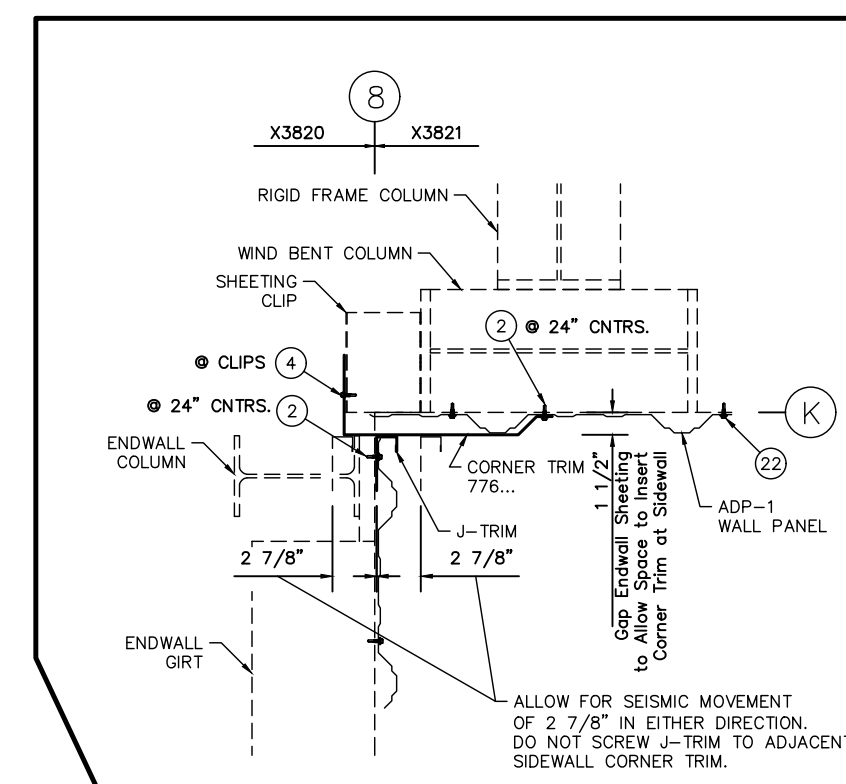 8
X3820
X3821
RIGID FRAME COLUMN
WIND BENT COLUMN
SHEETING
CLIP
2 @ 24" CNTRS.
@ CLIPS 4
@ 24" CNTRS. 2
K
ENDWALL
COLUMN
CORNER TRIM
776...
22
ADP-1
WALL PANEL
J-TRIM
1 1/2"
Gap Endwall Sheeting
to Allow Space to Insert
Corner Trim at Sidewall
2 7/8"
2 7/8"
ENDWALL
GIRT
ALLOW FOR SEISMIC MOVEMENT
OF 2 7/8" IN EITHER DIRECTION.
DO NOT SCREW J-TRIM TO ADJACENT
SIDEWALL CORNER TRIM.